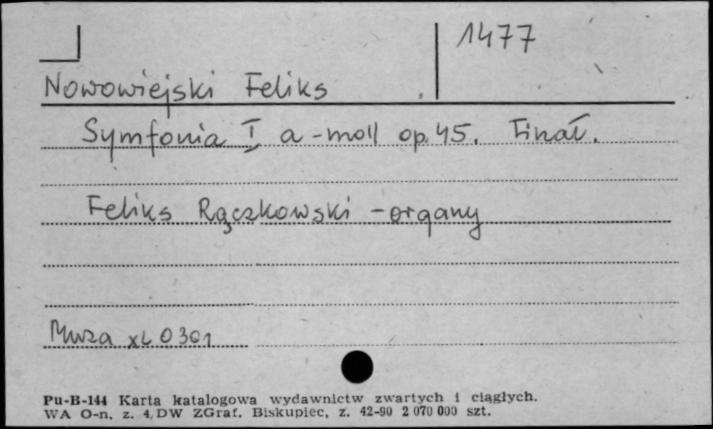 1477
Nowowiejski Feliks
Symfonia I a-moll op. 45. Finał.
Feliks Rączkowski - organy
Muza XL 0301
Pu-B-144 Karta katalogowa wydawnictw zwartych i ciągłych.
WA O-n, z. 4, DW ZGraf. Biskupiec, z. 42-90 2 070 000 szt.